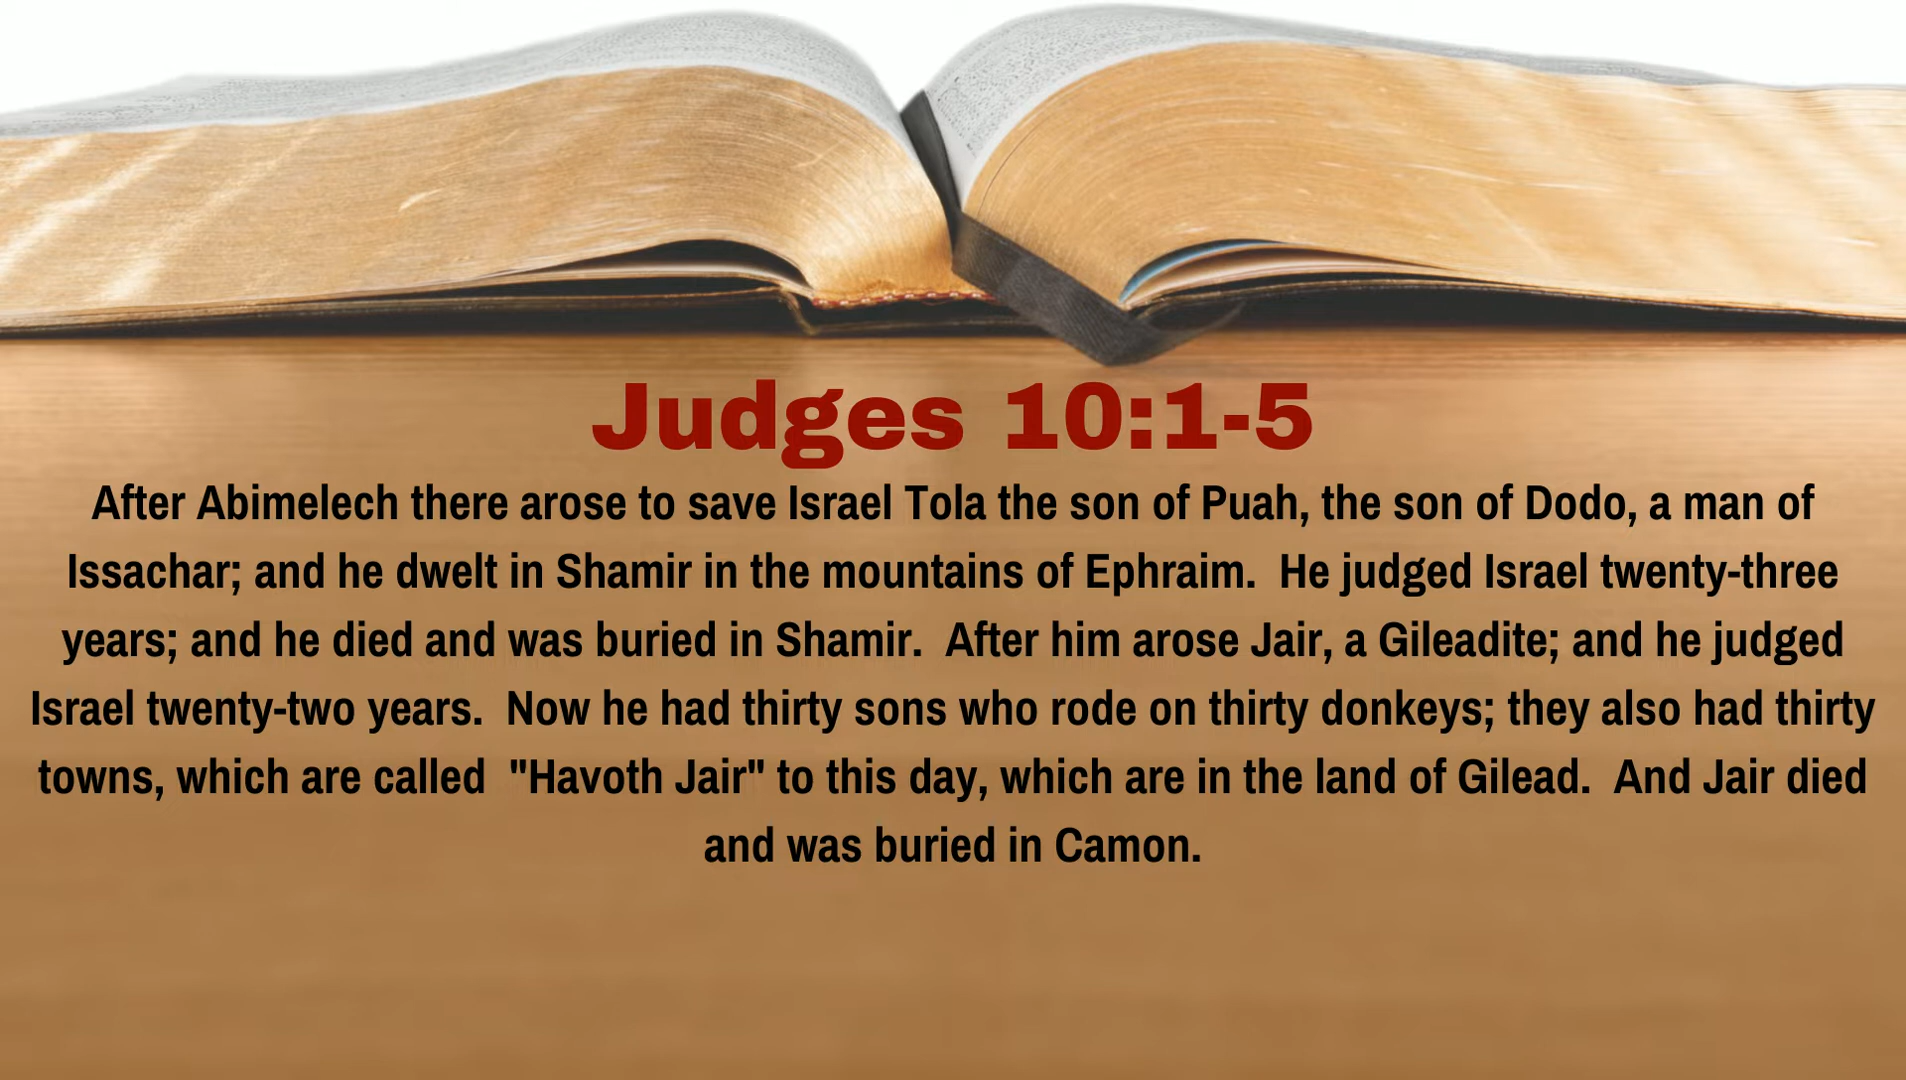 Judges 10:1-5
After Abimelech there arose to save Israel Tola the son of Puah, the son of Dodo, a man of
Issachar; and he dwelt in Shamir in the mountains of Ephraim.  He judged Israel twenty-three
years; and he died and was buried in Shamir.  After him arose Jair, a Gileadite; and he judged
Israel twenty-two years.  Now he had thirty sons who rode on thirty donkeys; they also had thirty
towns, which are called  "Havoth Jair" to this day, which are in the land of Gilead.  And Jair died
and was buried in Camon.